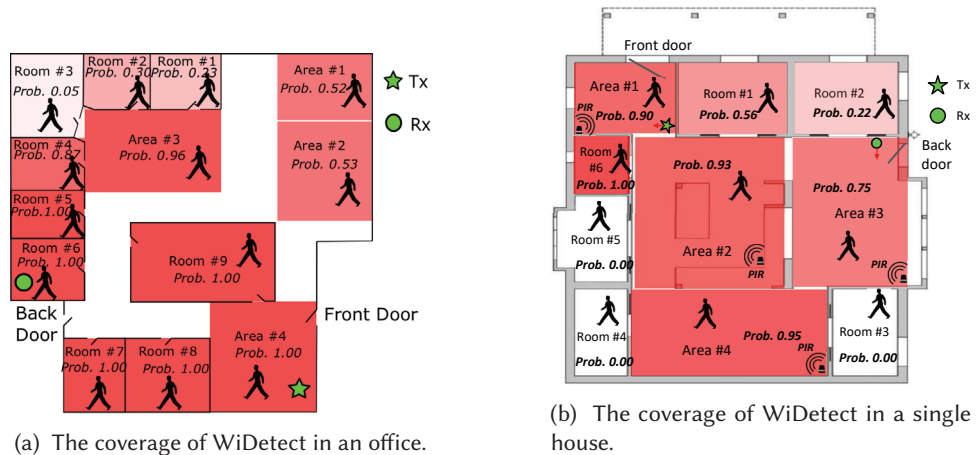 Room #3
Prob. 0.05
Room #2
Prob. 0.30
Room #1
Prob. 0.23
Area #1
Prob. 0.52
Tx
Rx
Room #4
Prob. 0.87
Area #3
Prob. 0.96
Area #2
Prob. 0.53
Room #5
Prob. 1.00
Room #6
Prob. 1.00
Room #9
Prob. 1.00
Back
Door
Front Door
Area #4
Prob. 1.00
Room #7
Prob. 1.00
Room #8
Prob. 1.00
(a) The coverage of WiDetect in an office.
Front door
Area #1
Prob. 0.90
PIR
Room #1
Prob. 0.56
Room #2
Prob. 0.22
Tx
Rx
Back
door
Room
#6
Prob. 1.00
Prob. 0.93
Area #2
PIR
Prob. 0.75
Area #3
PIR
Room #5
Prob. 0.00
Room #4
Prob. 0.00
Prob. 0.95
Area #4
PIR
Room #3
Prob. 0.00
(b) The coverage of WiDetect in a single
house.